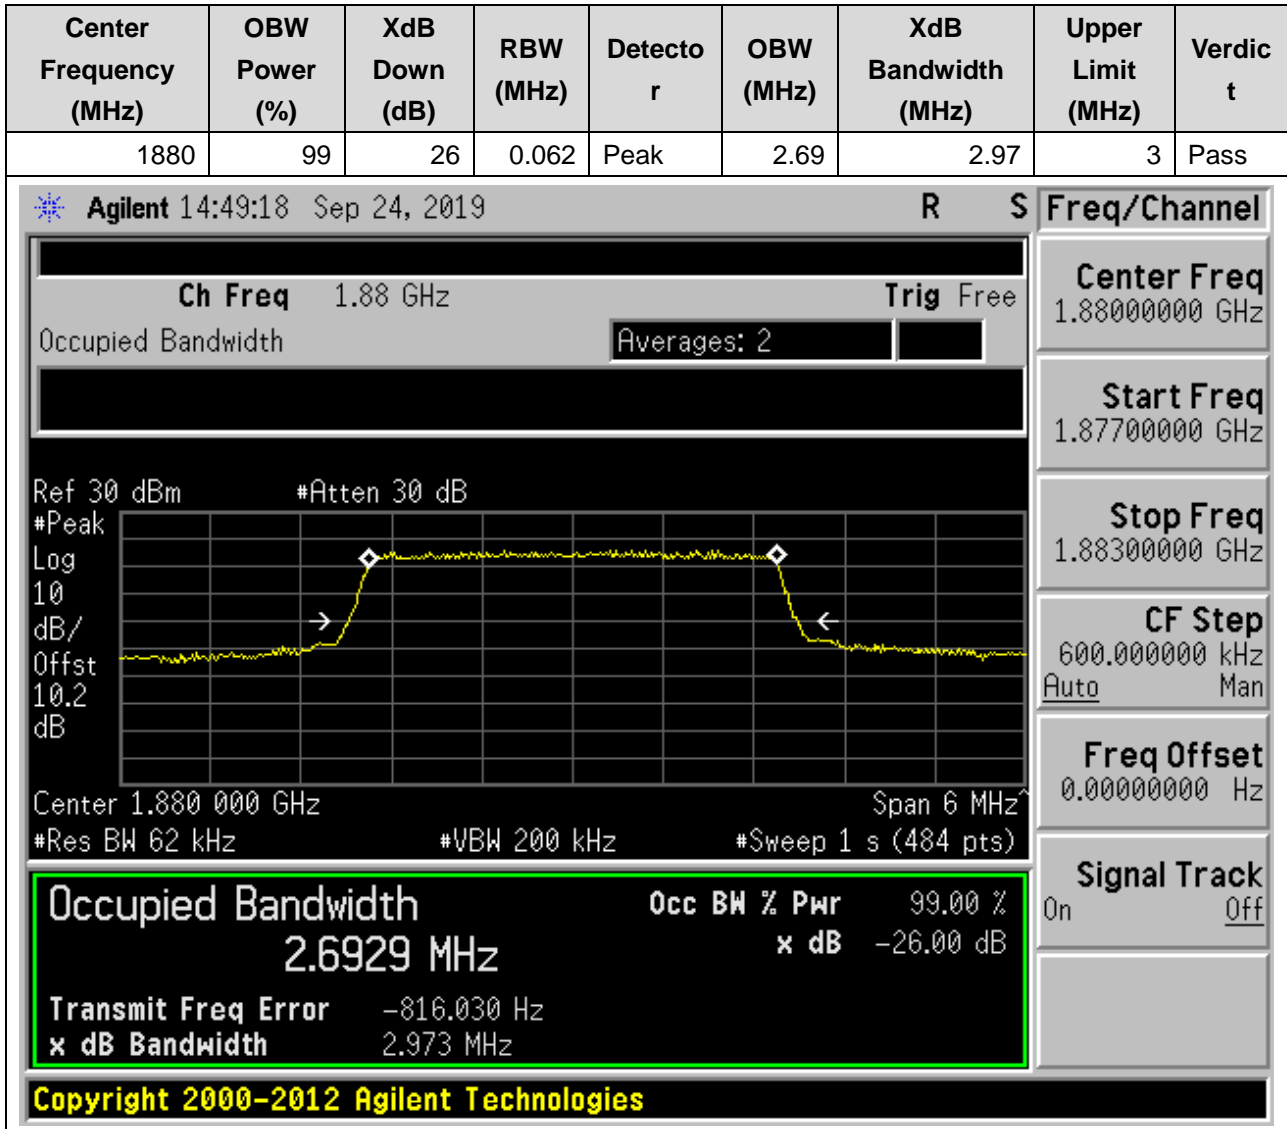 Center Frequency (MHz) OBW Power (%) XdB Down (dB) RBW (MHz) Detecto r OBW (MHz) XdB Bandwidth (MHz) Upper Limit (MHz) Verdic t
1880 99 26 0.062 Peak 2.69 2.97 3 Pass
Agilent 14:49:18 Sep 24, 2019 R S
Ch Freq 1.88 GHz Trig Free
Occupied Bandwidth Averages: 2
Ref 30 dBm #Atten 30 dB
#Peak
Log
10
dB/
Offst
10.2
dB
Center 1.880 000 GHz Span 6 MHz^
#Res BW 62 kHz #VBW 200 kHz #Sweep 1 s (484 pts)
Occupied Bandwidth Occ BW % Pwr 99.00 %
2.6929 MHz x dB -26.00 dB
Transmit Freq Error -816.030 Hz
x dB Bandwidth 2.973 MHz
Copyright 2000-2012 Agilent Technologies
Freq/Channel
Center Freq
1.88000000 GHz
Start Freq
1.87700000 GHz
Stop Freq
1.88300000 GHz
CF Step
600.000000 kHz
Auto Man
Freq Offset
0.00000000 Hz
Signal Track
On Off